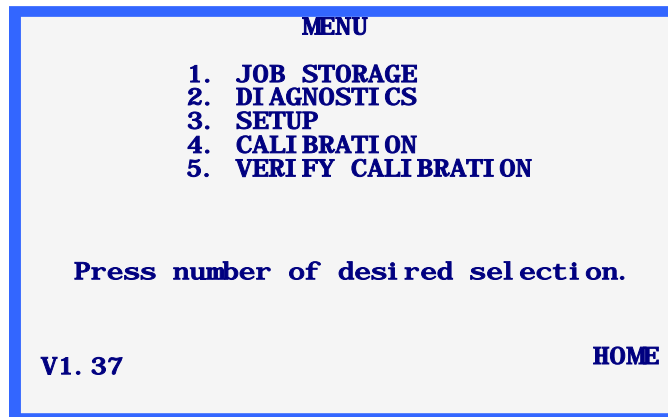 MENU
1. JOB STORAGE
2. DIAGNOSTICS
3. SETUP
4. CALIBRATION
5. VERIFY CALIBRATION
Press number of desired selection.
HOME
V1.37